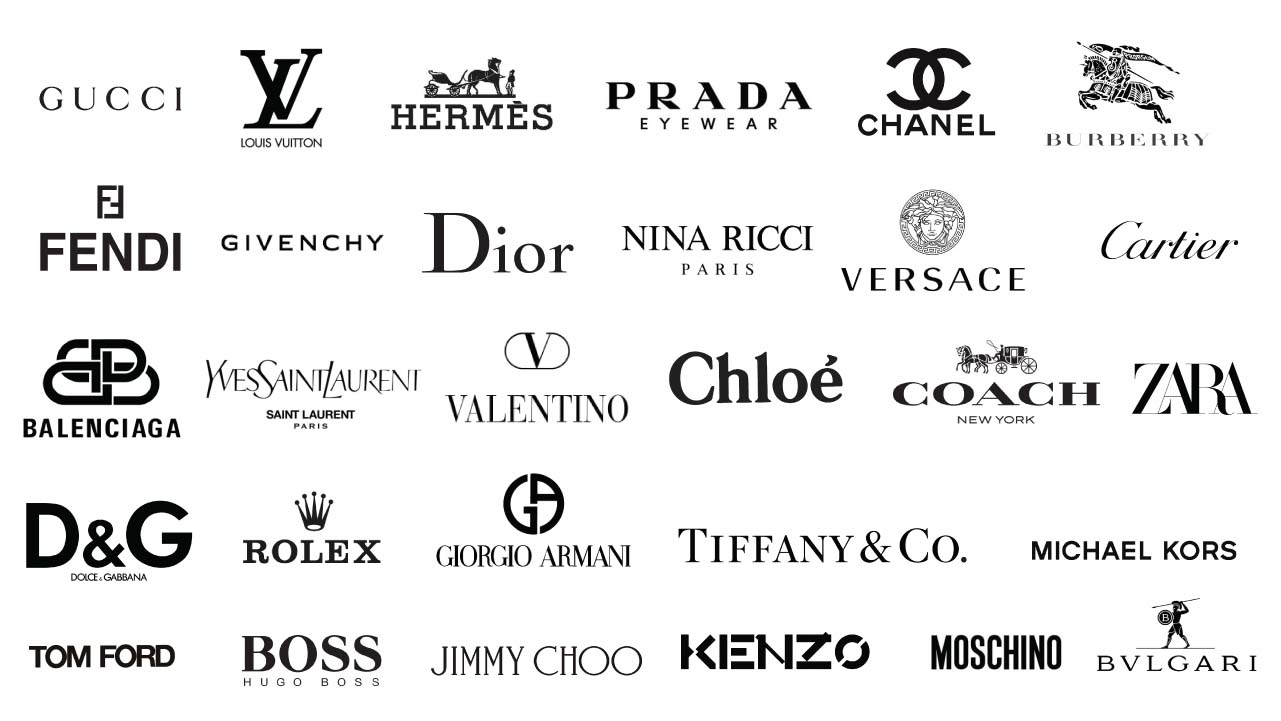 GUCCI
LV
LOUIS VUITTON
HERMÈS
PRADA
EYEWEAR
CHANEL
BURBERRY
FENDI
GIVENCHY
Dior
NINA RICCI
PARIS
VERSACE
Cartier
BALENCIAGA
YVESSAINTLAURENT
SAINT LAURENT
PARIS
V
VALENTINO
Chloé
COACH
NEW YORK
ZARA
D&G
DOLCE & GABBANA
ROLEX
GA
GIORGIO ARMANI
TIFFANY & CO.
MICHAEL KORS
TOM FORD
BOSS
HUGO BOSS
JIMMY CHOO
KENZO
MOSCHINO
B
BVLGARI